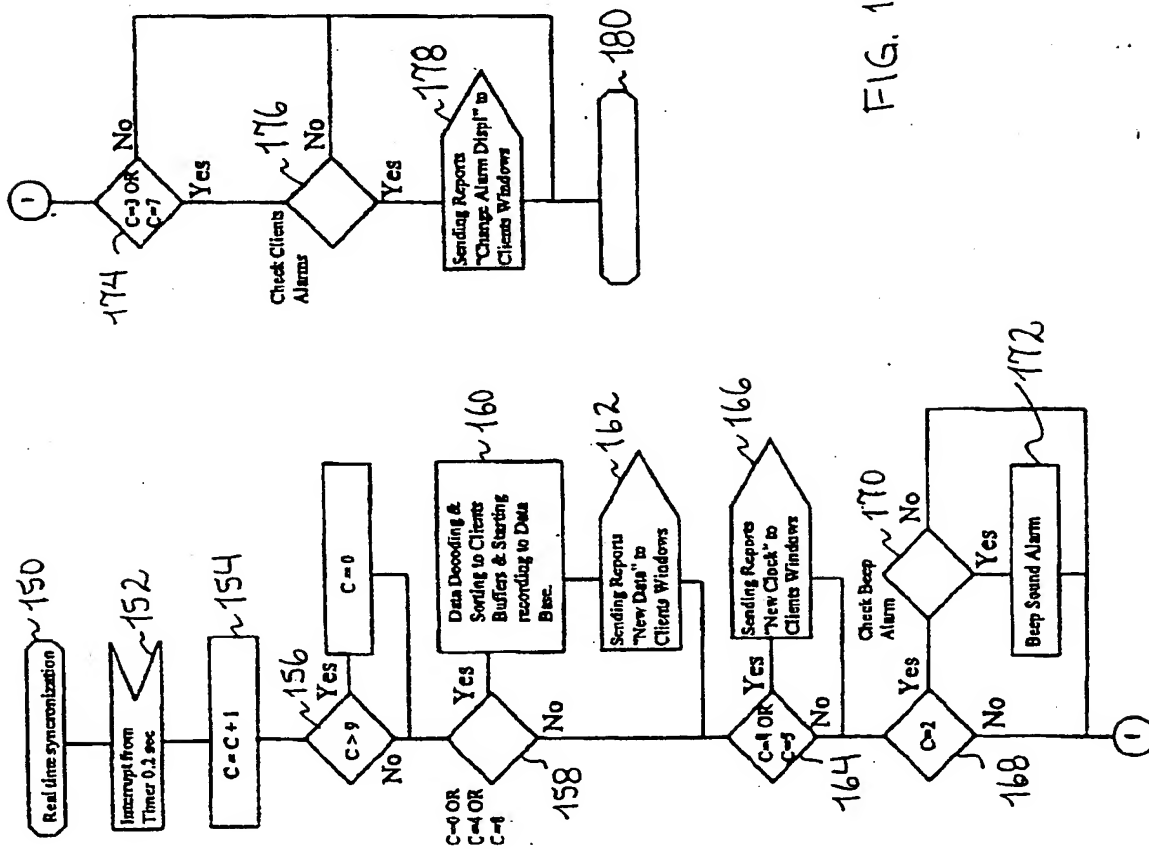 150
Real time syncronization
152
Interrupt from
Timer 0.2 sec
154
C = C + 1
156
C > 9
Yes
No
C = 0
C=0 OR
C=4 OR
C=8
158
Yes
No
160
Data Decoding &
Sorting to Clients
Buffers & Starting
recording to Data
Base.
162
Sending Reports
"New Data" to
Clients Windows
C=4 OR
C=5
164
Yes
No
166
Sending Reports
"New Clock" to
Clients Windows
C=2
168
Yes
No
Check Beep
Alarm
170
No
Yes
172
Beep Sound Alarm
1
1
174
C=3 OR
C=7
No
Yes
Check Clients
Alarms
176
No
Yes
178
Sending Reports
"Change Alarm Displ" to
Clients Windows
180
FIG. 1